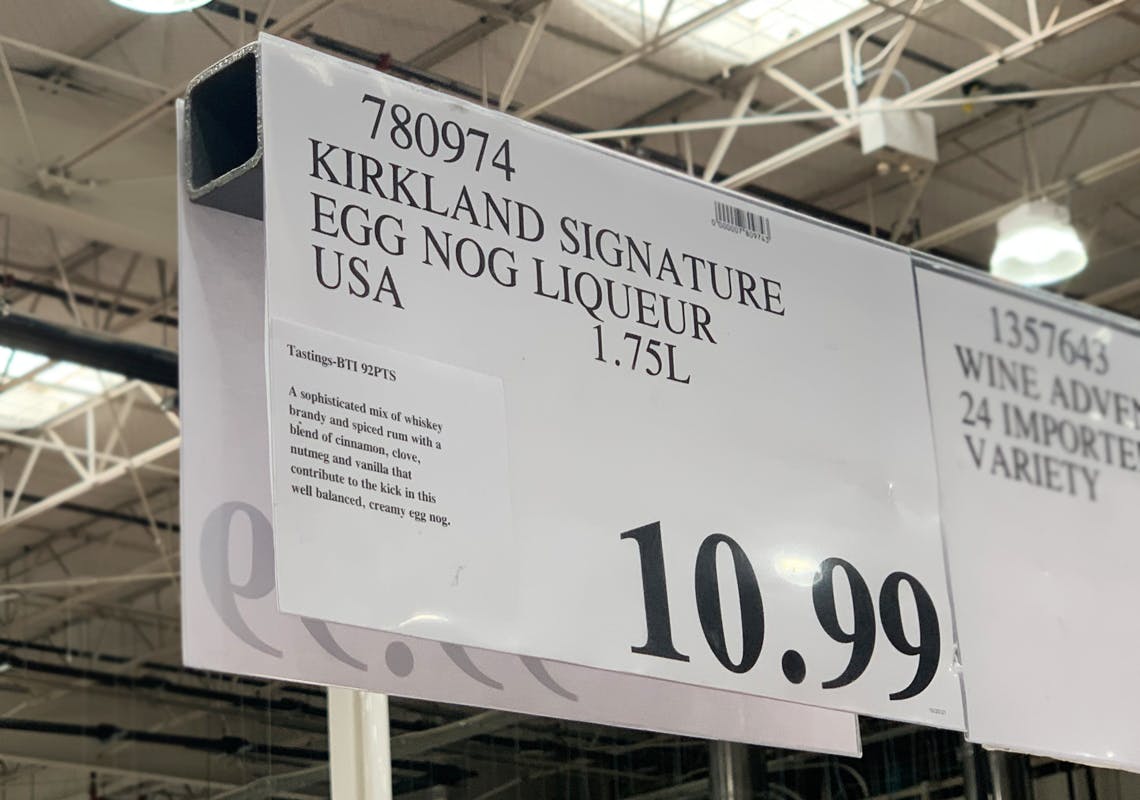 780974
KIRKLAND SIGNATURE
EGG NOG LIQUEUR
USA
1.75L
Tastings-BTI 92PTS
A sophisticated mix of whiskey
brandy and spiced rum with a
blend of cinnamon, clove,
nutmeg and vanilla that
contribute to the kick in this
well balanced, creamy egg nog.
10.99
1357643
WINE ADVEN
24 IMPORTE
VARIETY